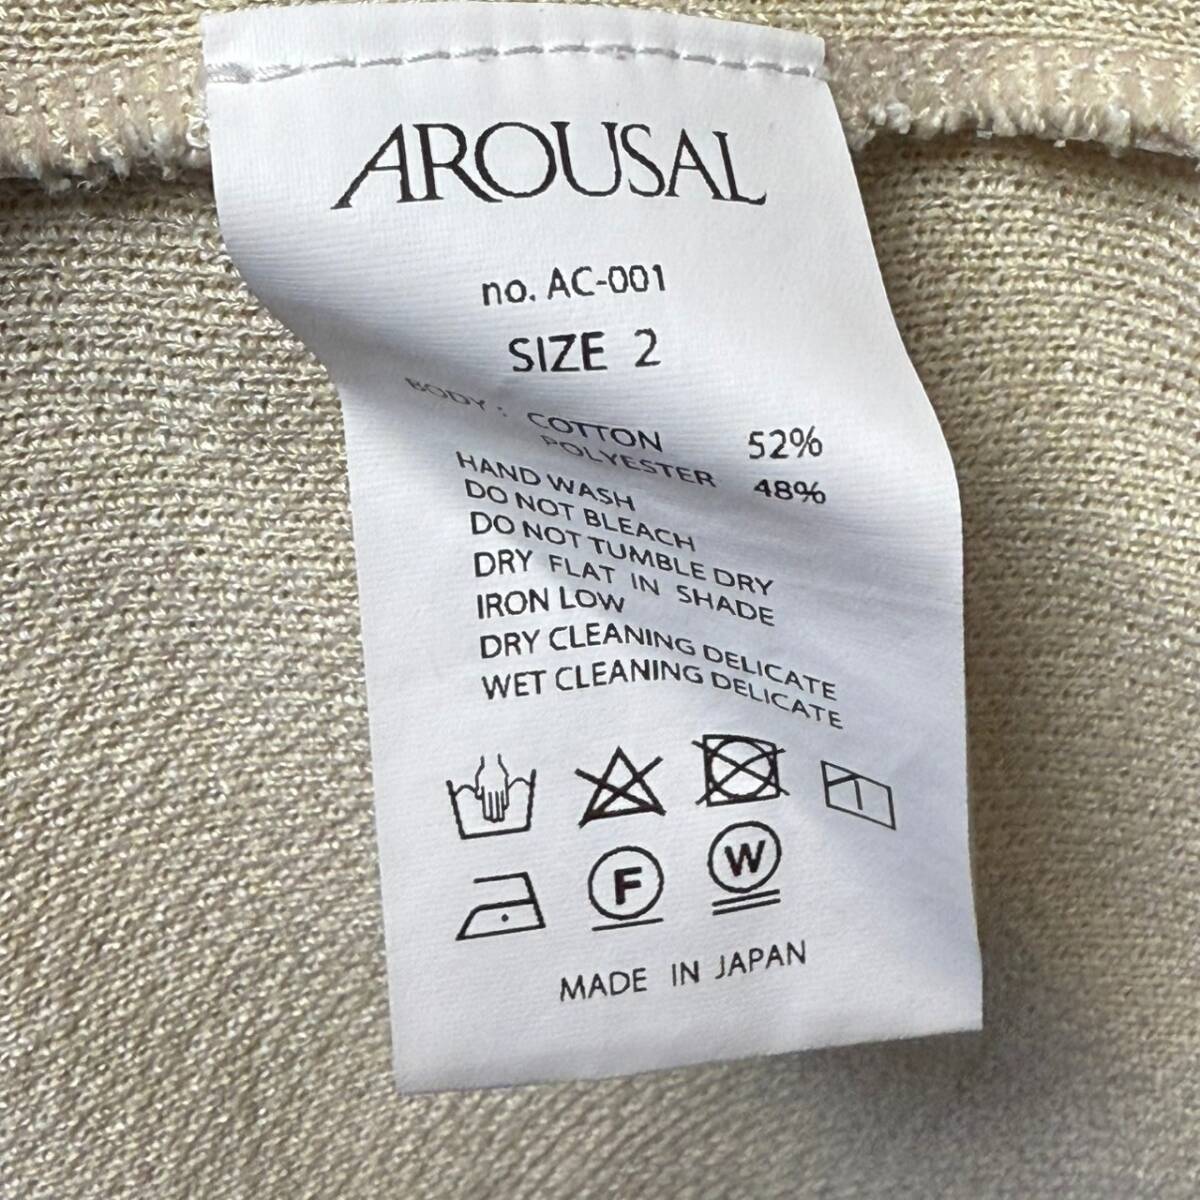 AROUSAL
no. AC-001
SIZE 2
BODY : COTTON 52%
POLYESTER 48%
HAND WASH
DO NOT BLEACH
DO NOT TUMBLE DRY
DRY FLAT IN SHADE
IRON LOW
DRY CLEANING DELICATE
WET CLEANING DELICATE
F W
MADE IN JAPAN